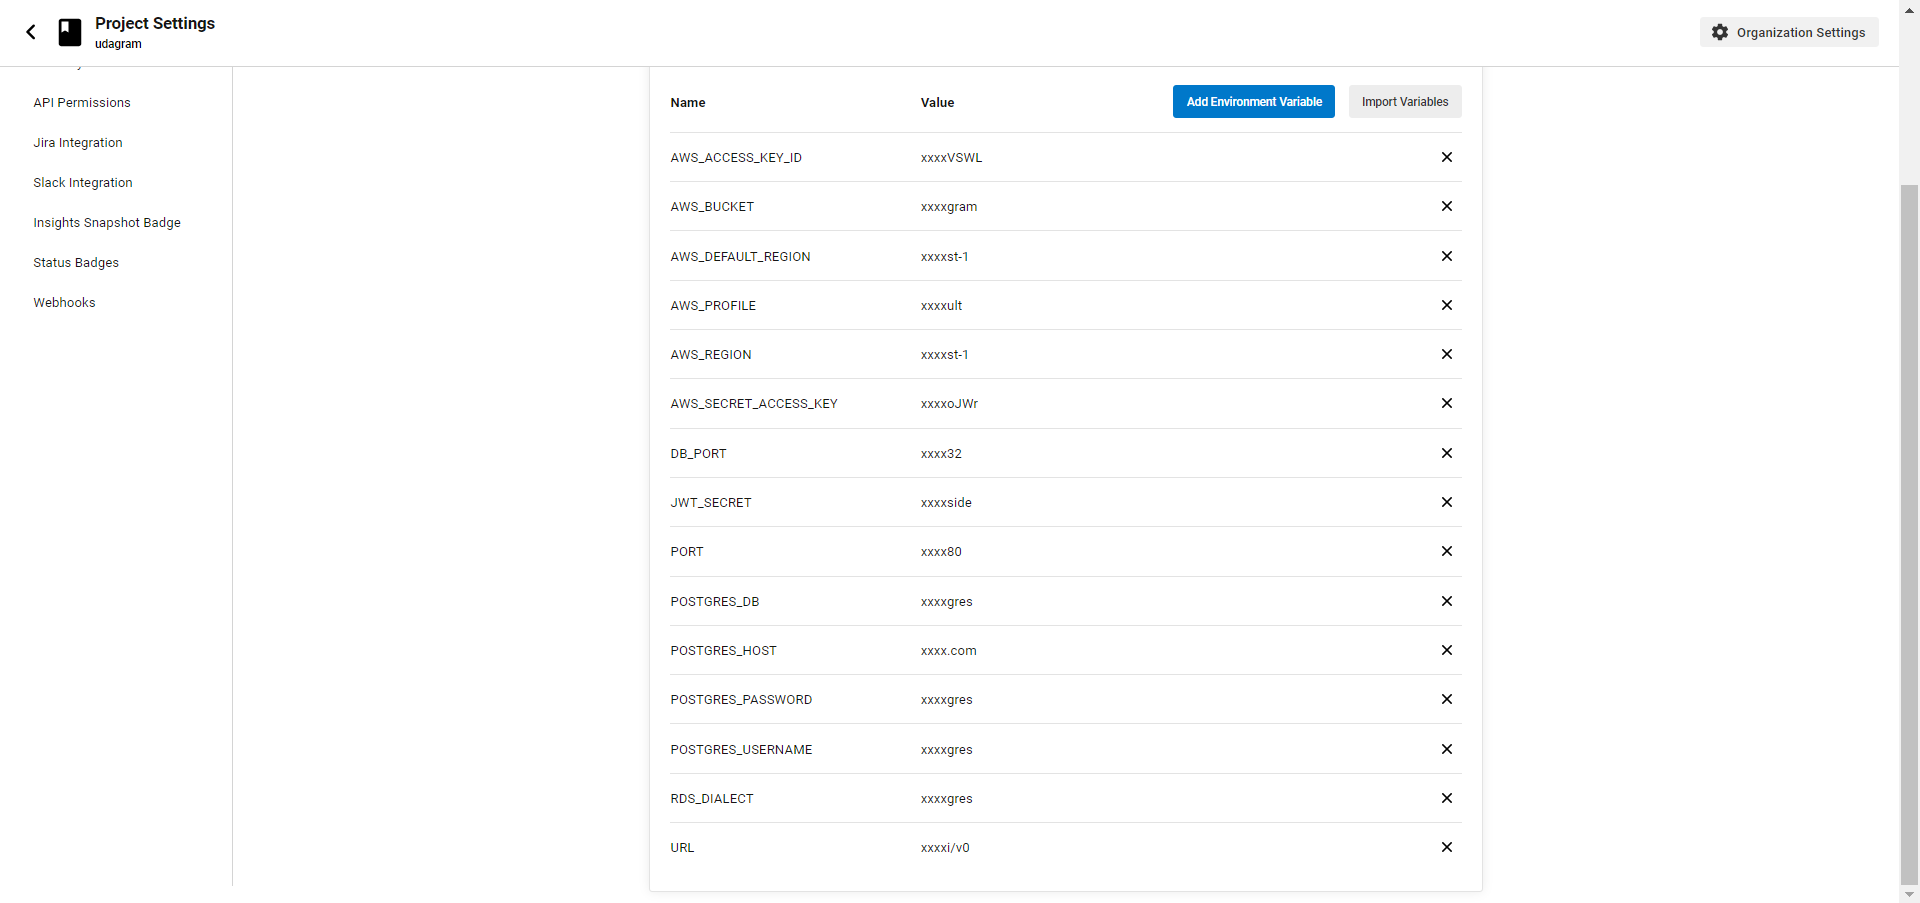 Project Settings
udagram
Organization Settings
API Permissions
Jira Integration
Slack Integration
Insights Snapshot Badge
Status Badges
Webhooks
Name Value Add Environment Variable Import Variables
AWS_ACCESS_KEY_ID xxxxVSWL
AWS_BUCKET xxxxgram
AWS_DEFAULT_REGION xxxxst-1
AWS_PROFILE xxxxult
AWS_REGION xxxxst-1
AWS_SECRET_ACCESS_KEY xxxxoJWr
DB_PORT xxxx32
JWT_SECRET xxxxside
PORT xxxx80
POSTGRES_DB xxxxgres
POSTGRES_HOST xxxx.com
POSTGRES_PASSWORD xxxxgres
POSTGRES_USERNAME xxxxgres
RDS_DIALECT xxxxgres
URL xxxxi/v0